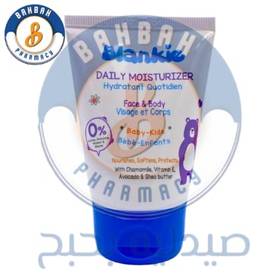 BAHBAH
PHARMACY
Blankie
DAILY MOISTURIZER
Hydratant Quotidien
Face & Body
Visage et Corps
0%
Baby-Kids
Bébé-Enfants
Nourishes, Softens, Protects
With Chamomile, Vitamin E,
Avocado & Shea butter
PHARMACY
صيدلية بحبح